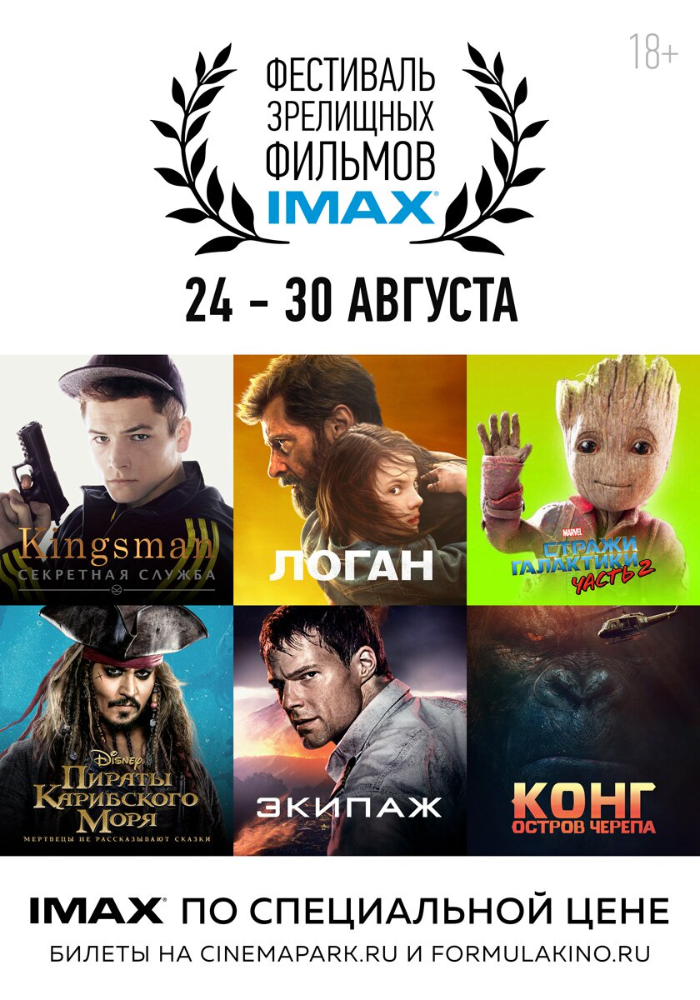 18+
ФЕСТИВАЛЬ
ЗРЕЛИЩНЫХ
ФИЛЬМОВ
IMAX®
24 - 30 АВГУСТА
Kingsman
СЕКРЕТНАЯ СЛУЖБА
ЛОГАН
MARVEL
СТРАЖИ
ГАЛАКТИКИ
ЧАСТЬ 2
Disney
ПИРАТЫ
КАРИБСКОГО
МОРЯ
МЕРТВЕЦЫ НЕ РАССКАЗЫВАЮТ СКАЗКИ
ЭКИПАЖ
КОНГ
ОСТРОВ ЧЕРЕПА
IMAX® ПО СПЕЦИАЛЬНОЙ ЦЕНЕ
БИЛЕТЫ НА CINEMAPARK.RU И FORMULAKINO.RU